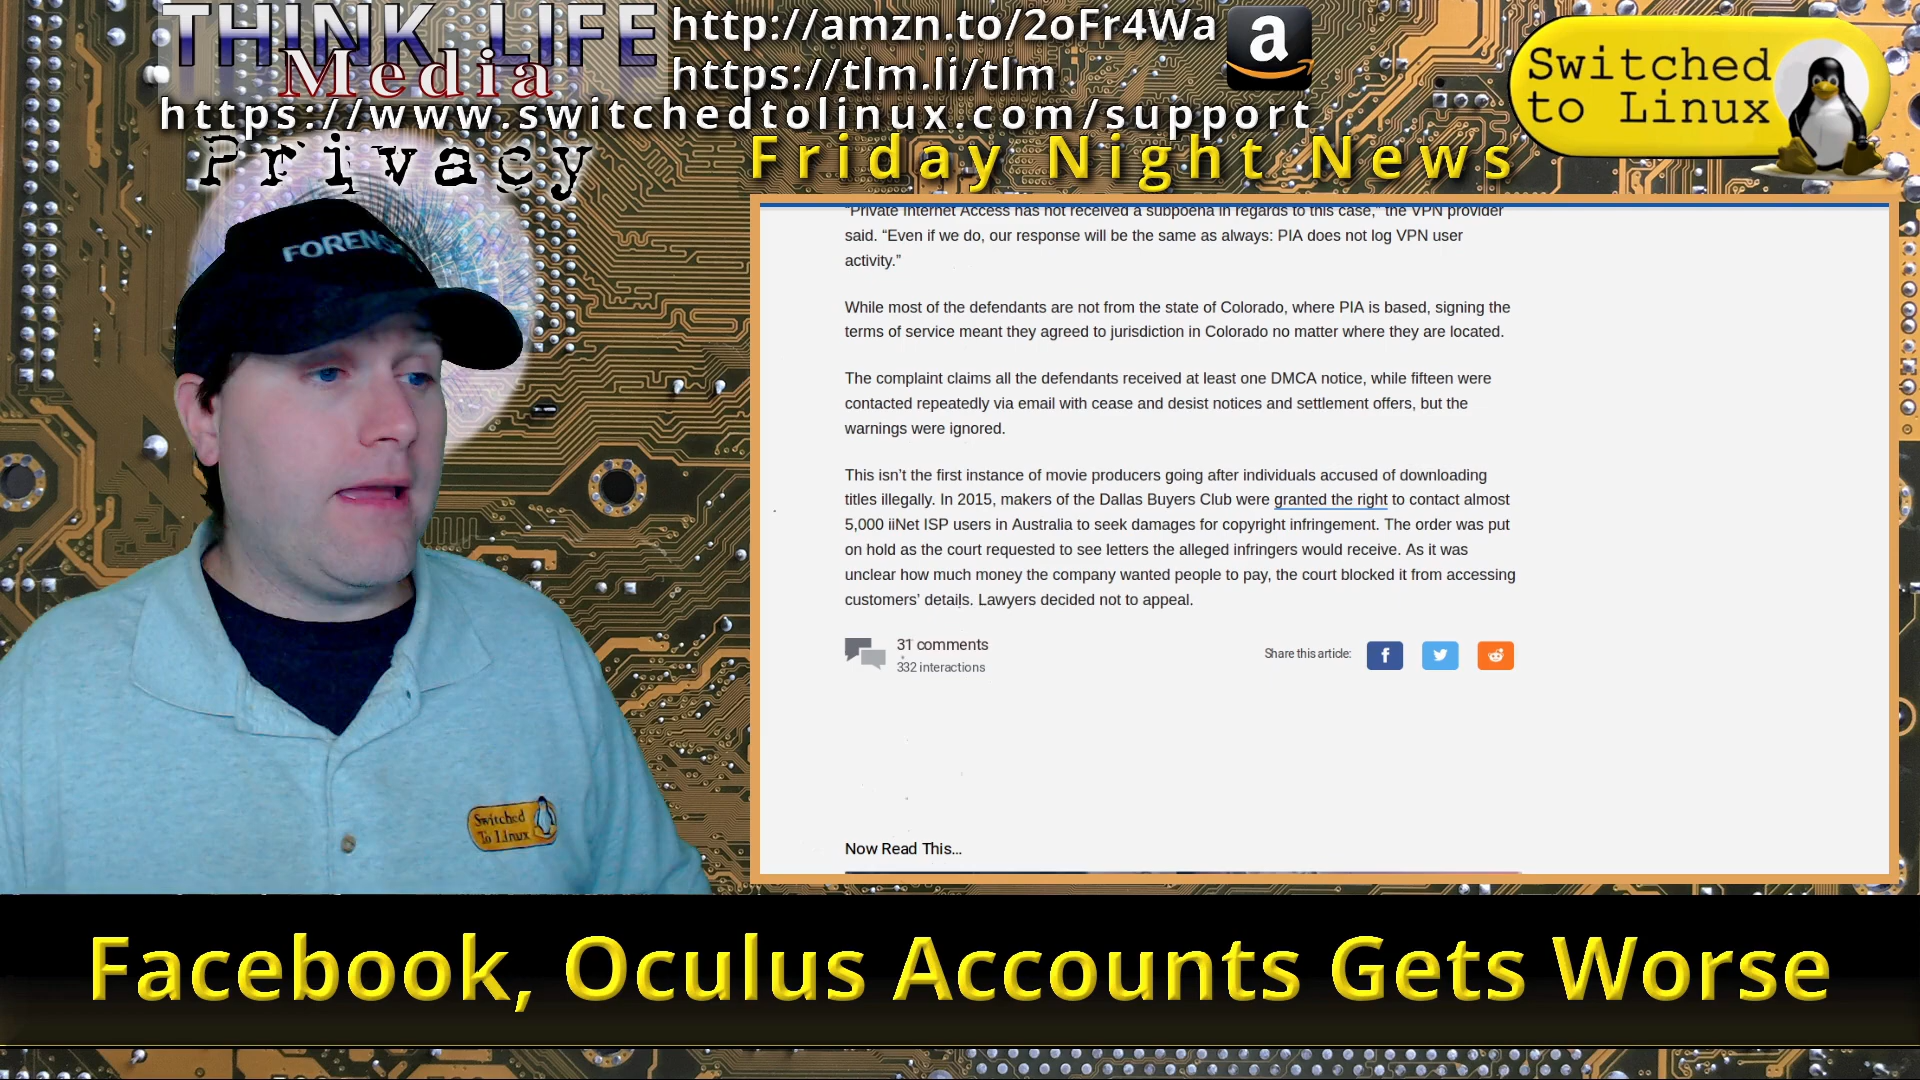 THINK LIFE
Media
http://amzn.to/2oFr4Wa
a
https://tlm.li/tlm
https://www.switchedtolinux.com/support
Switched
to Linux
Privacy
Friday Night News
FORENS
“Private Internet Access has not received a subpoena in regards to this case,” the VPN provider
said. “Even if we do, our response will be the same as always: PIA does not log VPN user
activity.”
While most of the defendants are not from the state of Colorado, where PIA is based, signing the
terms of service meant they agreed to jurisdiction in Colorado no matter where they are located.
The complaint claims all the defendants received at least one DMCA notice, while fifteen were
contacted repeatedly via email with cease and desist notices and settlement offers, but the
warnings were ignored.
This isn’t the first instance of movie producers going after individuals accused of downloading
titles illegally. In 2015, makers of the Dallas Buyers Club were granted the right to contact almost
5,000 iiNet ISP users in Australia to seek damages for copyright infringement. The order was put
on hold as the court requested to see letters the alleged infringers would receive. As it was
unclear how much money the company wanted people to pay, the court blocked it from accessing
customers’ details. Lawyers decided not to appeal.
31 comments
332 interactions
Share this article:
f
Now Read This...
Switched
To Linux
Facebook, Oculus Accounts Gets Worse